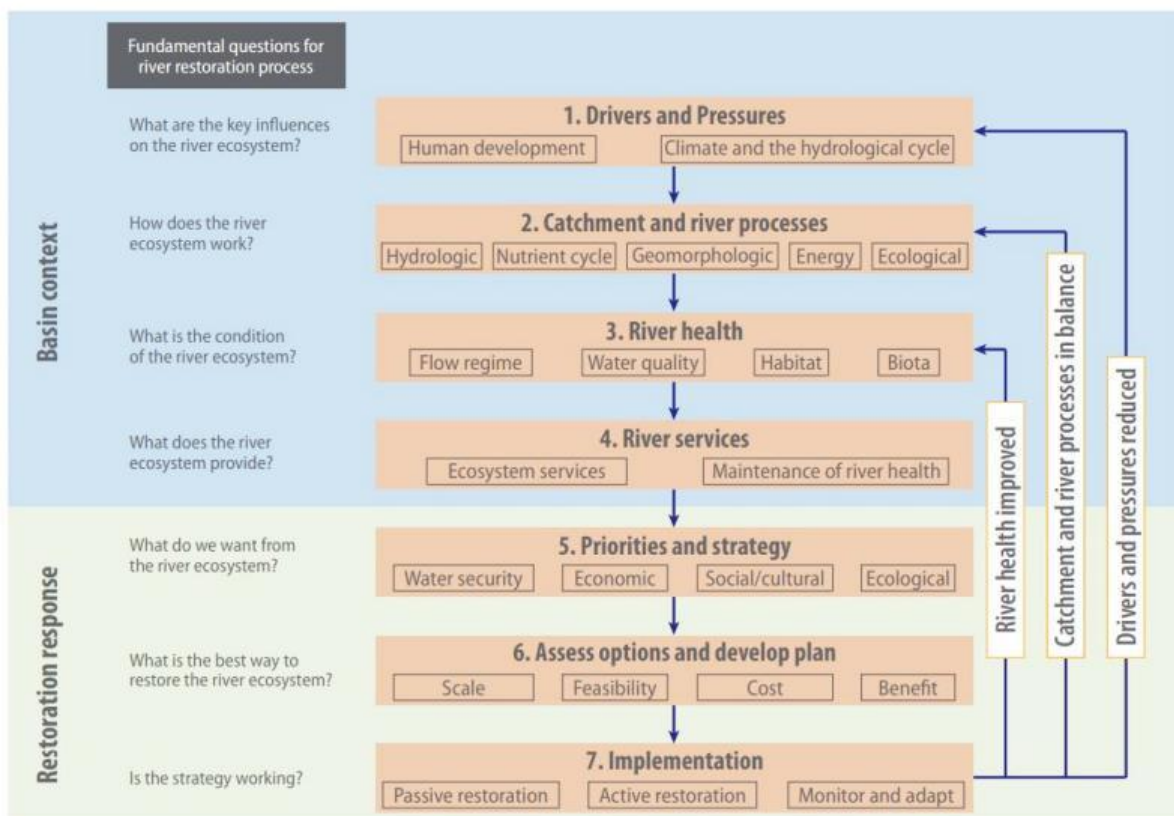 Fundamental questions for
river restoration process
Basin context
What are the key influences
on the river ecosystem?
1. Drivers and Pressures
Human development
Climate and the hydrological cycle
How does the river
ecosystem work?
2. Catchment and river processes
Hydrologic
Nutrient cycle
Geomorphologic
Energy
Ecological
What is the condition
of the river ecosystem?
3. River health
Flow regime
Water quality
Habitat
Biota
What does the river
ecosystem provide?
4. River services
Ecosystem services
Maintenance of river health
Restoration response
What do we want from
the river ecosystem?
5. Priorities and strategy
Water security
Economic
Social/cultural
Ecological
What is the best way to
restore the river ecosystem?
6. Assess options and develop plan
Scale
Feasibility
Cost
Benefit
Is the strategy working?
7. Implementation
Passive restoration
Active restoration
Monitor and adapt
River health improved
Catchment and river processes in balance
Drivers and pressures reduced